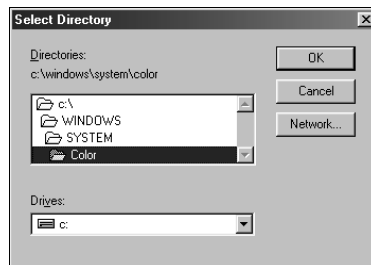 Select Directory
Directories:
c:\windows\system\color
c:\
WINDOWS
SYSTEM
Color
Drives:
c:
OK
Cancel
Network...